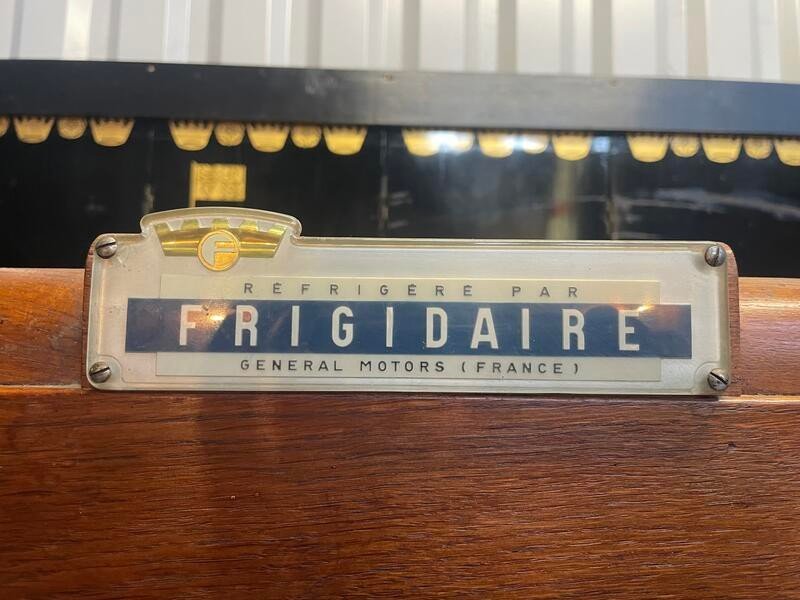 F
RÉFRIGÉRÉ PAR
FRIGIDAIRE
GENERAL MOTORS (FRANCE)